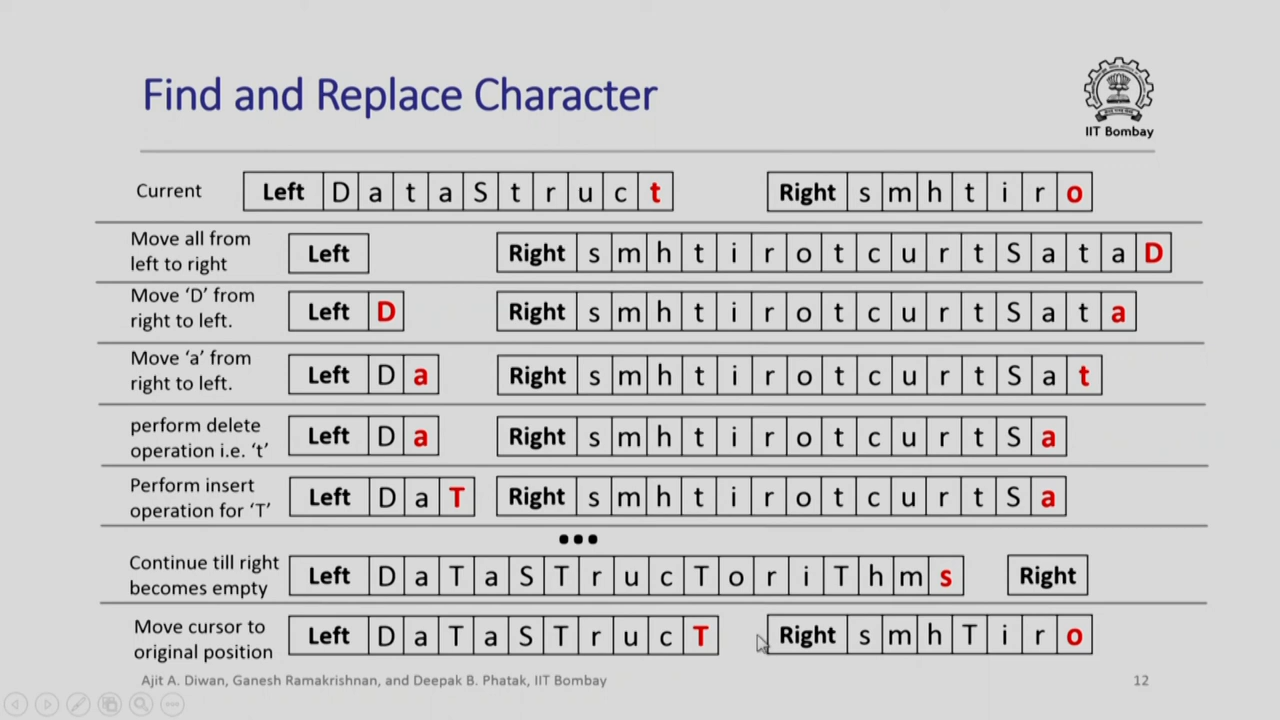 Find and Replace Character
IIT Bombay
Current Left D a t a S t r u c t Right s m h t i r o
Move all from
left to right
Left Right s m h t i r o t c u r t S a t a D
Move ‘D’ from
right to left.
Left D Right s m h t i r o t c u r t S a t a
Move ‘a’ from
right to left.
Left D a Right s m h t i r o t c u r t S a t
perform delete
operation i.e. ‘t’
Left D a Right s m h t i r o t c u r t S a
Perform insert
operation for ‘T’
Left D a T Right s m h t i r o t c u r t S a
•••
Continue till right
becomes empty
Left D a T a S T r u c T o r i T h m s Right
Move cursor to
original position
Left D a T a S T r u c T Right s m h T i r o
Ajit A. Diwan, Ganesh Ramakrishnan, and Deepak B. Phatak, IIT Bombay 12